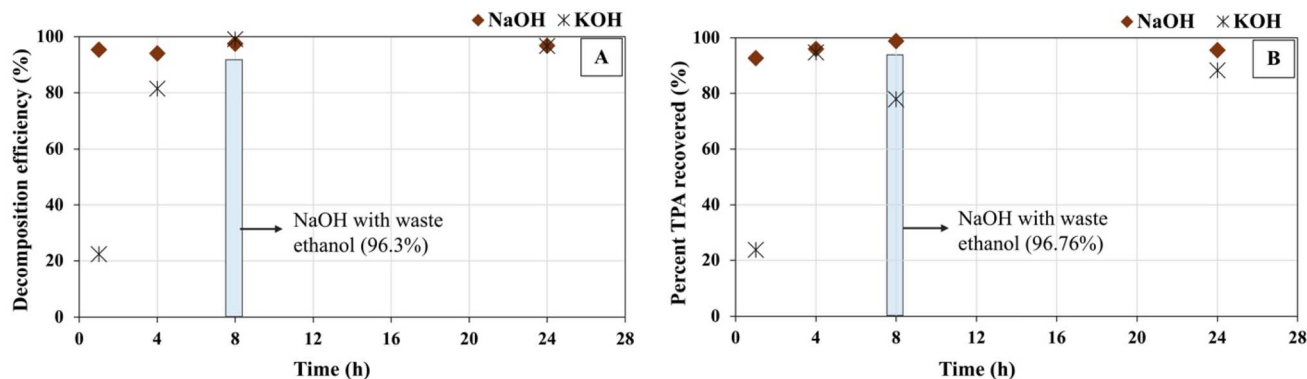 NaOH KOH
A
Decomposition efficiency (%)
100
80
60
40
20
0
NaOH with waste
ethanol (96.3%)
0 4 8 12 16 20 24 28
Time (h)
NaOH KOH
B
Percent TPA recovered (%)
100
80
60
40
20
0
NaOH with waste
ethanol (96.76%)
0 4 8 12 16 20 24 28
Time (h)